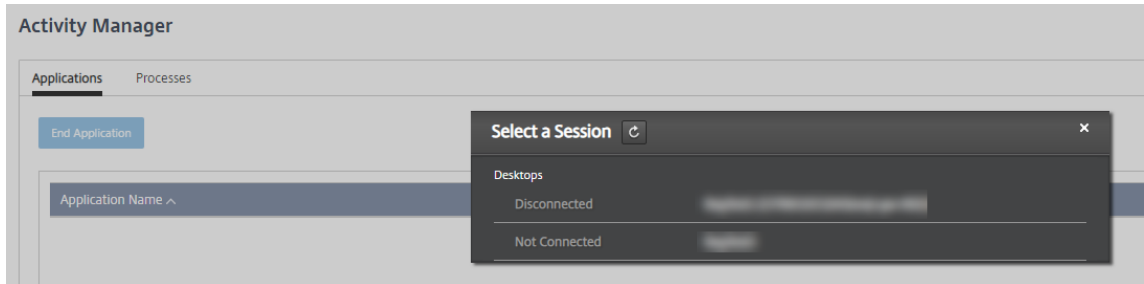 Activity Manager
Applications Processes
End Application
Select a Session
Application Name
Desktops
Disconnected
Not Connected